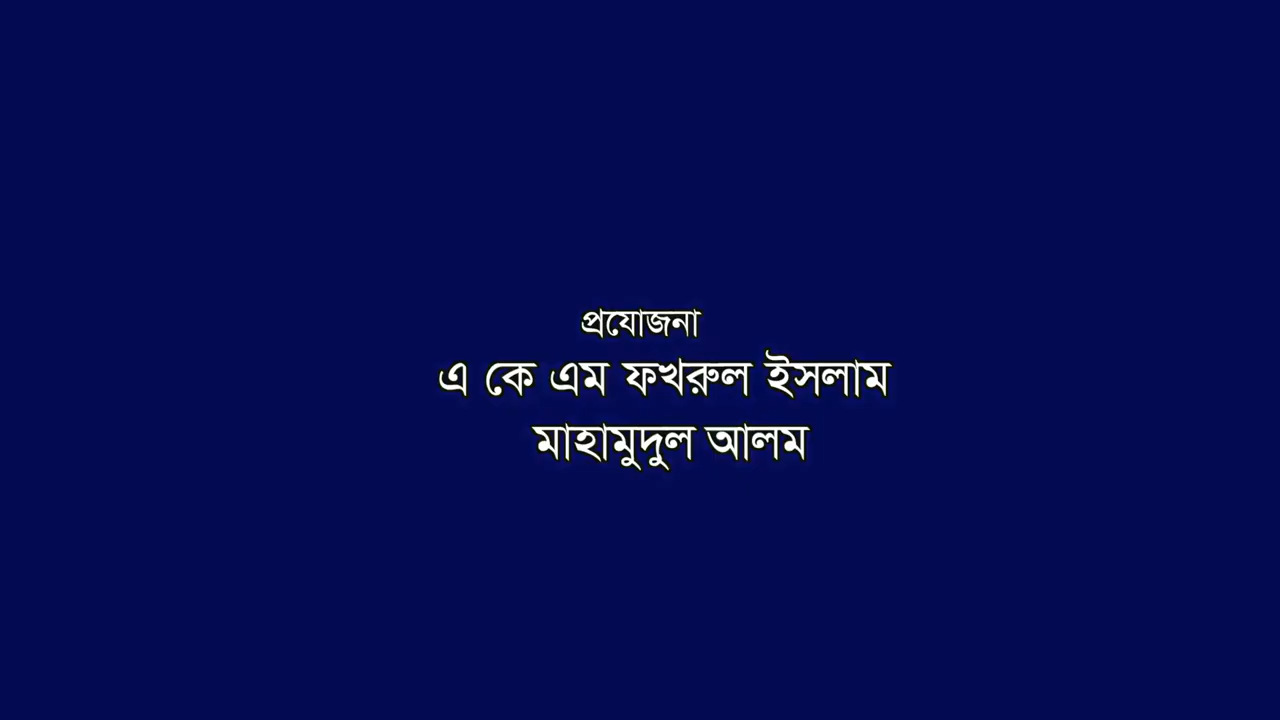 প্রযোজনা
এ কে এম ফখরুল ইসলাম
মাহামুদুল আলম